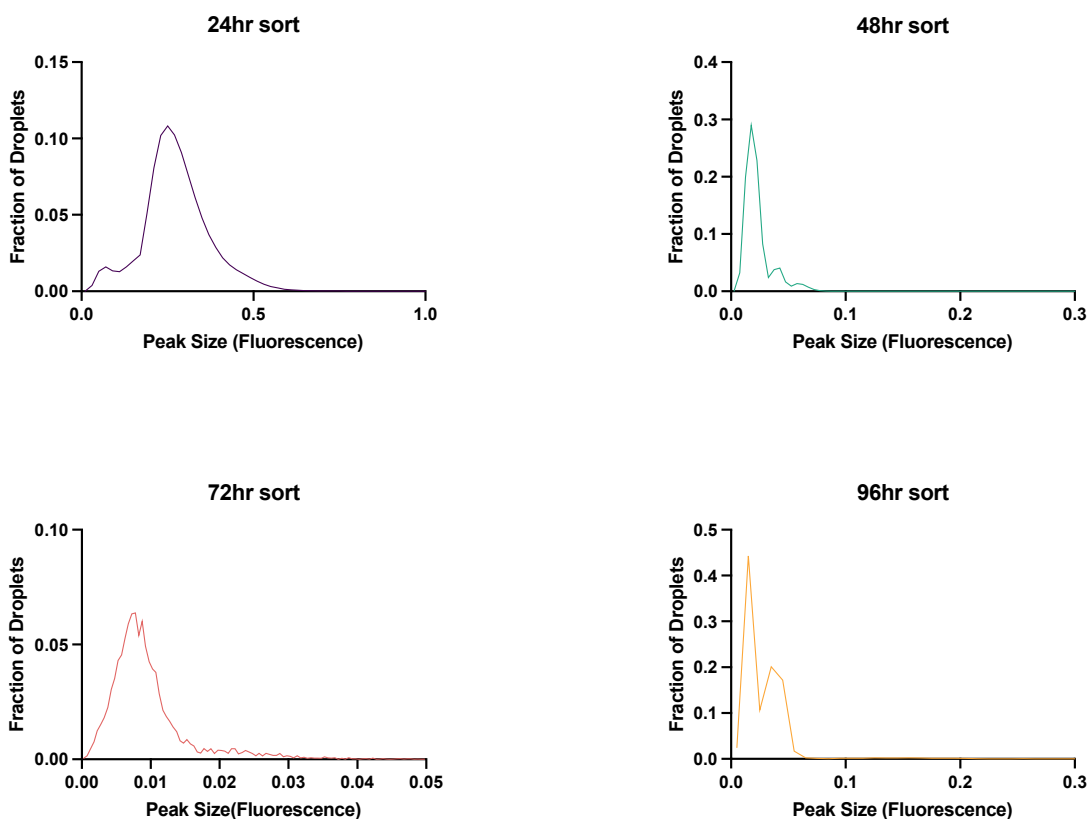 24hr sort
0.15
0.10
0.05
0.00
Fraction of Droplets
0.0
0.5
1.0
Peak Size (Fluorescence)
48hr sort
0.4
0.3
0.2
0.1
0.0
Fraction of Droplets
0.0
0.1
0.2
0.3
Peak Size (Fluorescence)
72hr sort
0.10
0.05
0.00
Fraction of Droplets
0.00
0.01
0.02
0.03
0.04
0.05
Peak Size(Fluorescence)
96hr sort
0.5
0.4
0.3
0.2
0.1
0.0
Fraction of Droplets
0.0
0.1
0.2
0.3
Peak Size (Fluorescence)